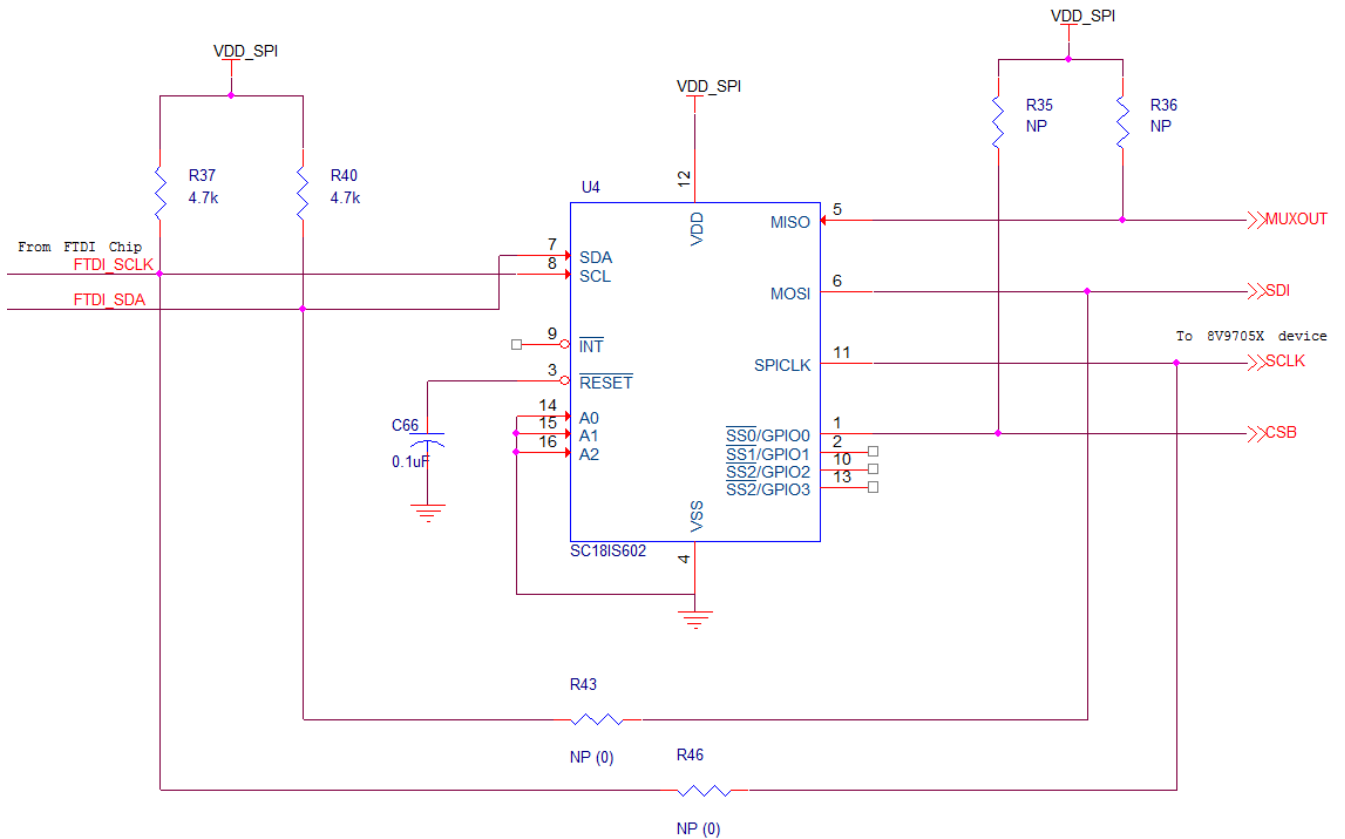 VDD_SPI
VDD_SPI
VDD_SPI
R35
NP
R36
NP
R37
4.7k
R40
4.7k
U4
12
VDD
5
MISO
MUXOUT
From FTDI Chip
FTDI_SCLK
FTDI_SDA
7
SDA
8
SCL
6
MOSI
SDI
9
INT
To 8V9705X device
11
SPICLK
SCLK
3
RESET
14
A0
15
A1
16
A2
C66
0.1uF
1
SS0/GPIO0
CSB
2
SS1/GPIO1
10
SS2/GPIO2
13
SS2/GPIO3
VSS
SC18IS602
4
R43
NP (0)
R46
NP (0)